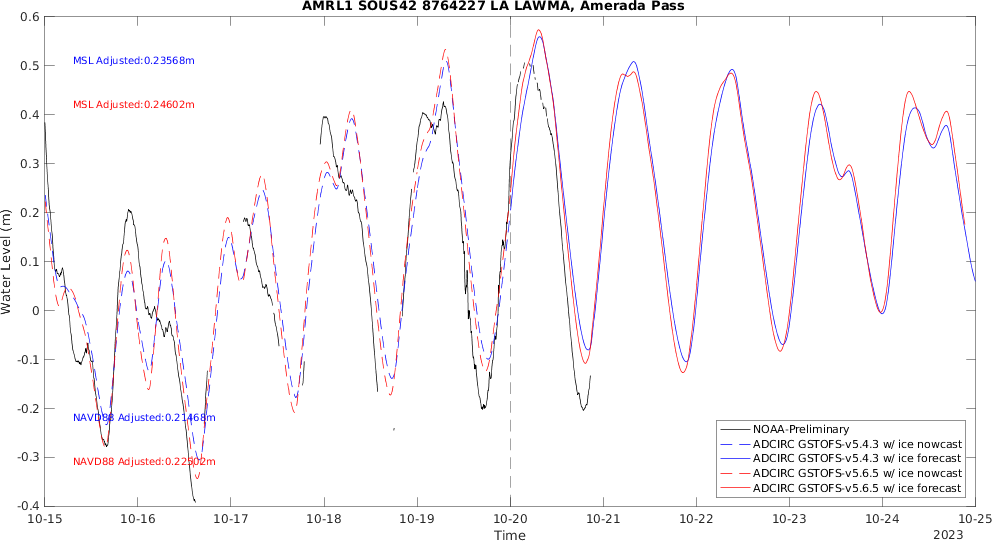 AMRL1 SOUS42 8764227 LA LAWMA, Amerada Pass
Water Level (m)
0.6
0.5
0.4
0.3
0.2
0.1
0
-0.1
-0.2
-0.3
-0.4
MSL Adjusted:0.23568m
MSL Adjusted:0.24602m
NAVD88 Adjusted:0.21468m
NAVD88 Adjusted:0.22502m
NOAA-Preliminary
ADCIRC GSTOFS-v5.4.3 w/ ice nowcast
ADCIRC GSTOFS-v5.4.3 w/ ice forecast
ADCIRC GSTOFS-v5.6.5 w/ ice nowcast
ADCIRC GSTOFS-v5.6.5 w/ ice forecast
10-15 10-16 10-17 10-18 10-19 10-20 10-21 10-22 10-23 10-24 10-25
Time
2023